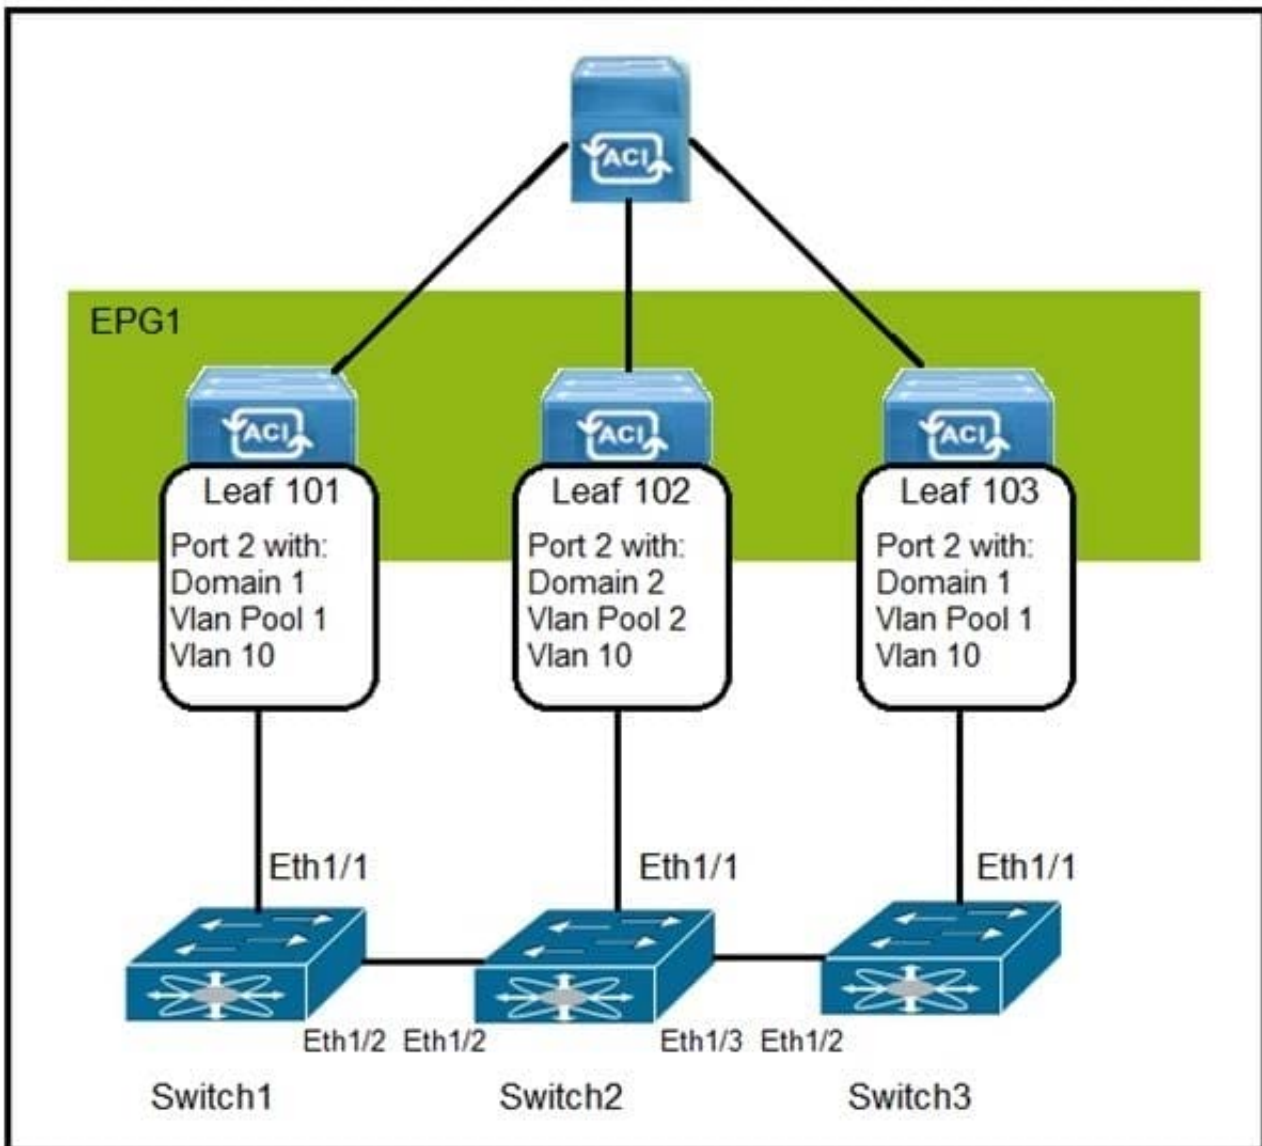 ACI
EPG1
ACI
ACI
ACI
Leaf 101
Port 2 with:
Domain 1
Vlan Pool 1
Vlan 10
Leaf 102
Port 2 with:
Domain 2
Vlan Pool 2
Vlan 10
Leaf 103
Port 2 with:
Domain 1
Vlan Pool 1
Vlan 10
Eth1/1
Eth1/1
Eth1/1
Eth1/2 Eth1/2
Eth1/3 Eth1/2
Switch1
Switch2
Switch3